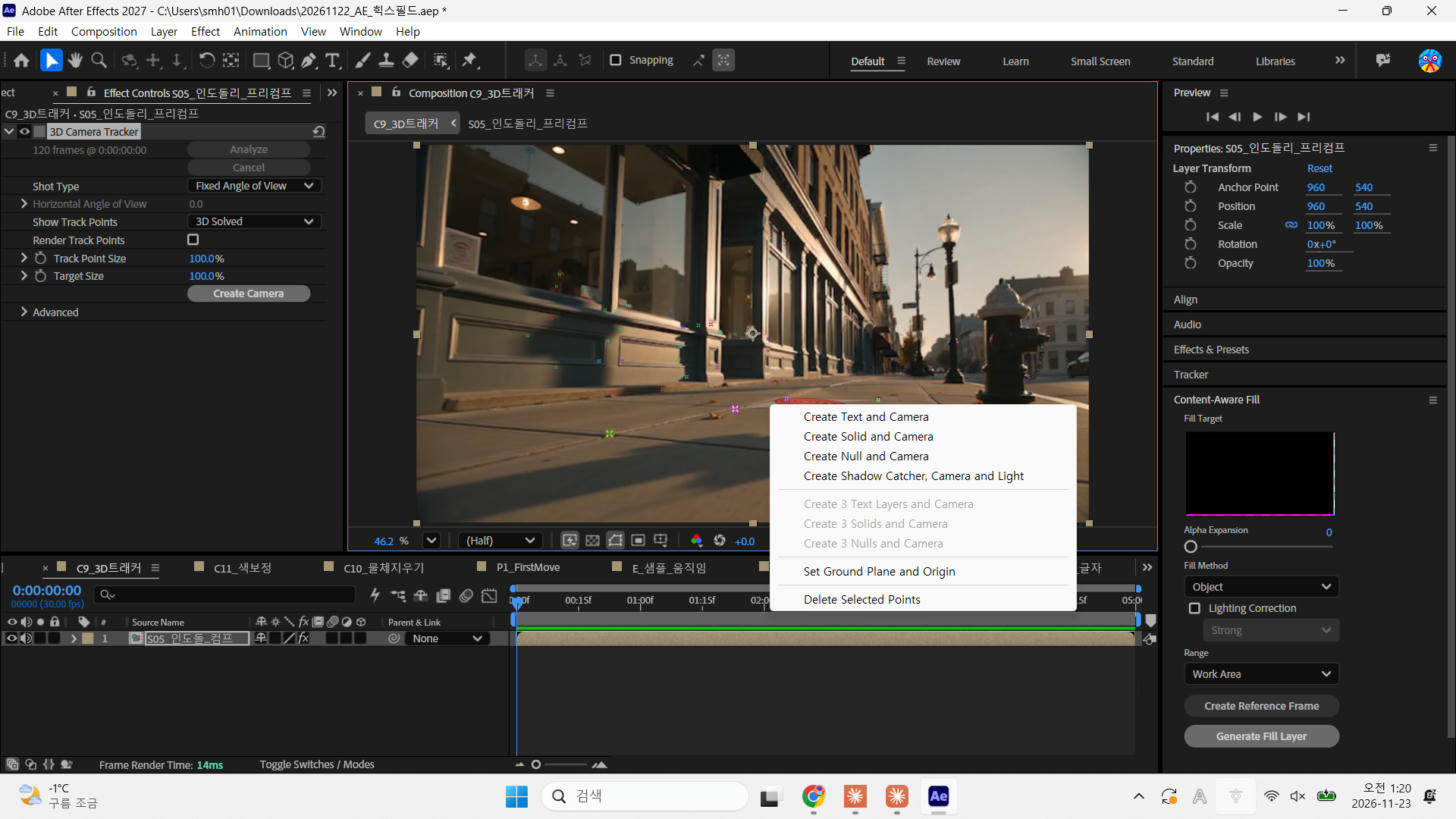 Adobe After Effects 2027 - C:\Users\smh01\Downloads\20261122_AE_힉스필드.aep *
File Edit Composition Layer Effect Animation View Window Help
Snapping
Default Review Learn Small Screen Standard Libraries
ect
Effect Controls S05_인도돌리_프리컴프
C9_3D트래커 • S05_인도돌리_프리컴프
3D Camera Tracker
120 frames @ 0:00:00:00 Analyze
Cancel
Shot Type Fixed Angle of View
Horizontal Angle of View 0.0
Show Track Points 3D Solved
Render Track Points
Track Point Size 100.0%
Target Size 100.0%
Create Camera
Advanced
Composition C9_3D트래커
C9_3D트래커 S05_인도돌리_프리컴프
Create Text and Camera
Create Solid and Camera
Create Null and Camera
Create Shadow Catcher, Camera and Light
Create 3 Text Layers and Camera
Create 3 Solids and Camera
Create 3 Nulls and Camera
Set Ground Plane and Origin
Delete Selected Points
46.2 % (Half) +0.0
Preview
Properties: S05_인도돌리_프리컴프
Layer Transform Reset
Anchor Point 960 540
Position 960 540
Scale 100% 100%
Rotation 0x+0°
Opacity 100%
Align
Audio
Effects & Presets
Tracker
Content-Aware Fill
Fill Target
Alpha Expansion 0
Fill Method
Object
Lighting Correction
Strong
Range
Work Area
Create Reference Frame
Generate Fill Layer
C9_3D트래커 C11_색보정 C10_물체지우기 P1_FirstMove E_샘플_움직임 글자
0:00:00:00
00000 (30.00 fps)
00f 00:15f 01:00f 01:15f 02:0 5f 05:0
# Source Name Parent & Link
1 S05_인도돌_컴프 None
Frame Render Time: 14ms Toggle Switches / Modes
-1°C
구름 조금
검색
오전 1:20
2026-11-23